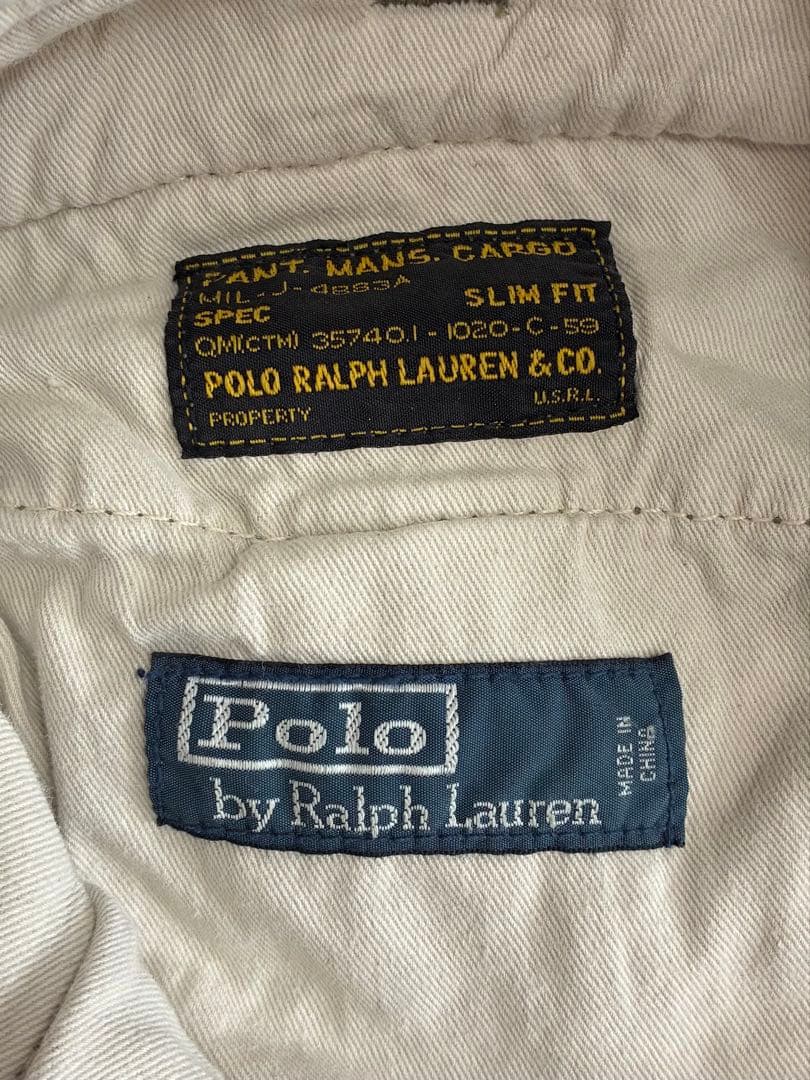 PANT. MANS. CARGO
MIL-J-4883A
SPEC SLIM FIT
QM(CTM) 35740.1-1020-C-59
POLO RALPH LAUREN & CO.
PROPERTY U.S.R.L.
Polo
by Ralph Lauren
MADE IN
CHINA